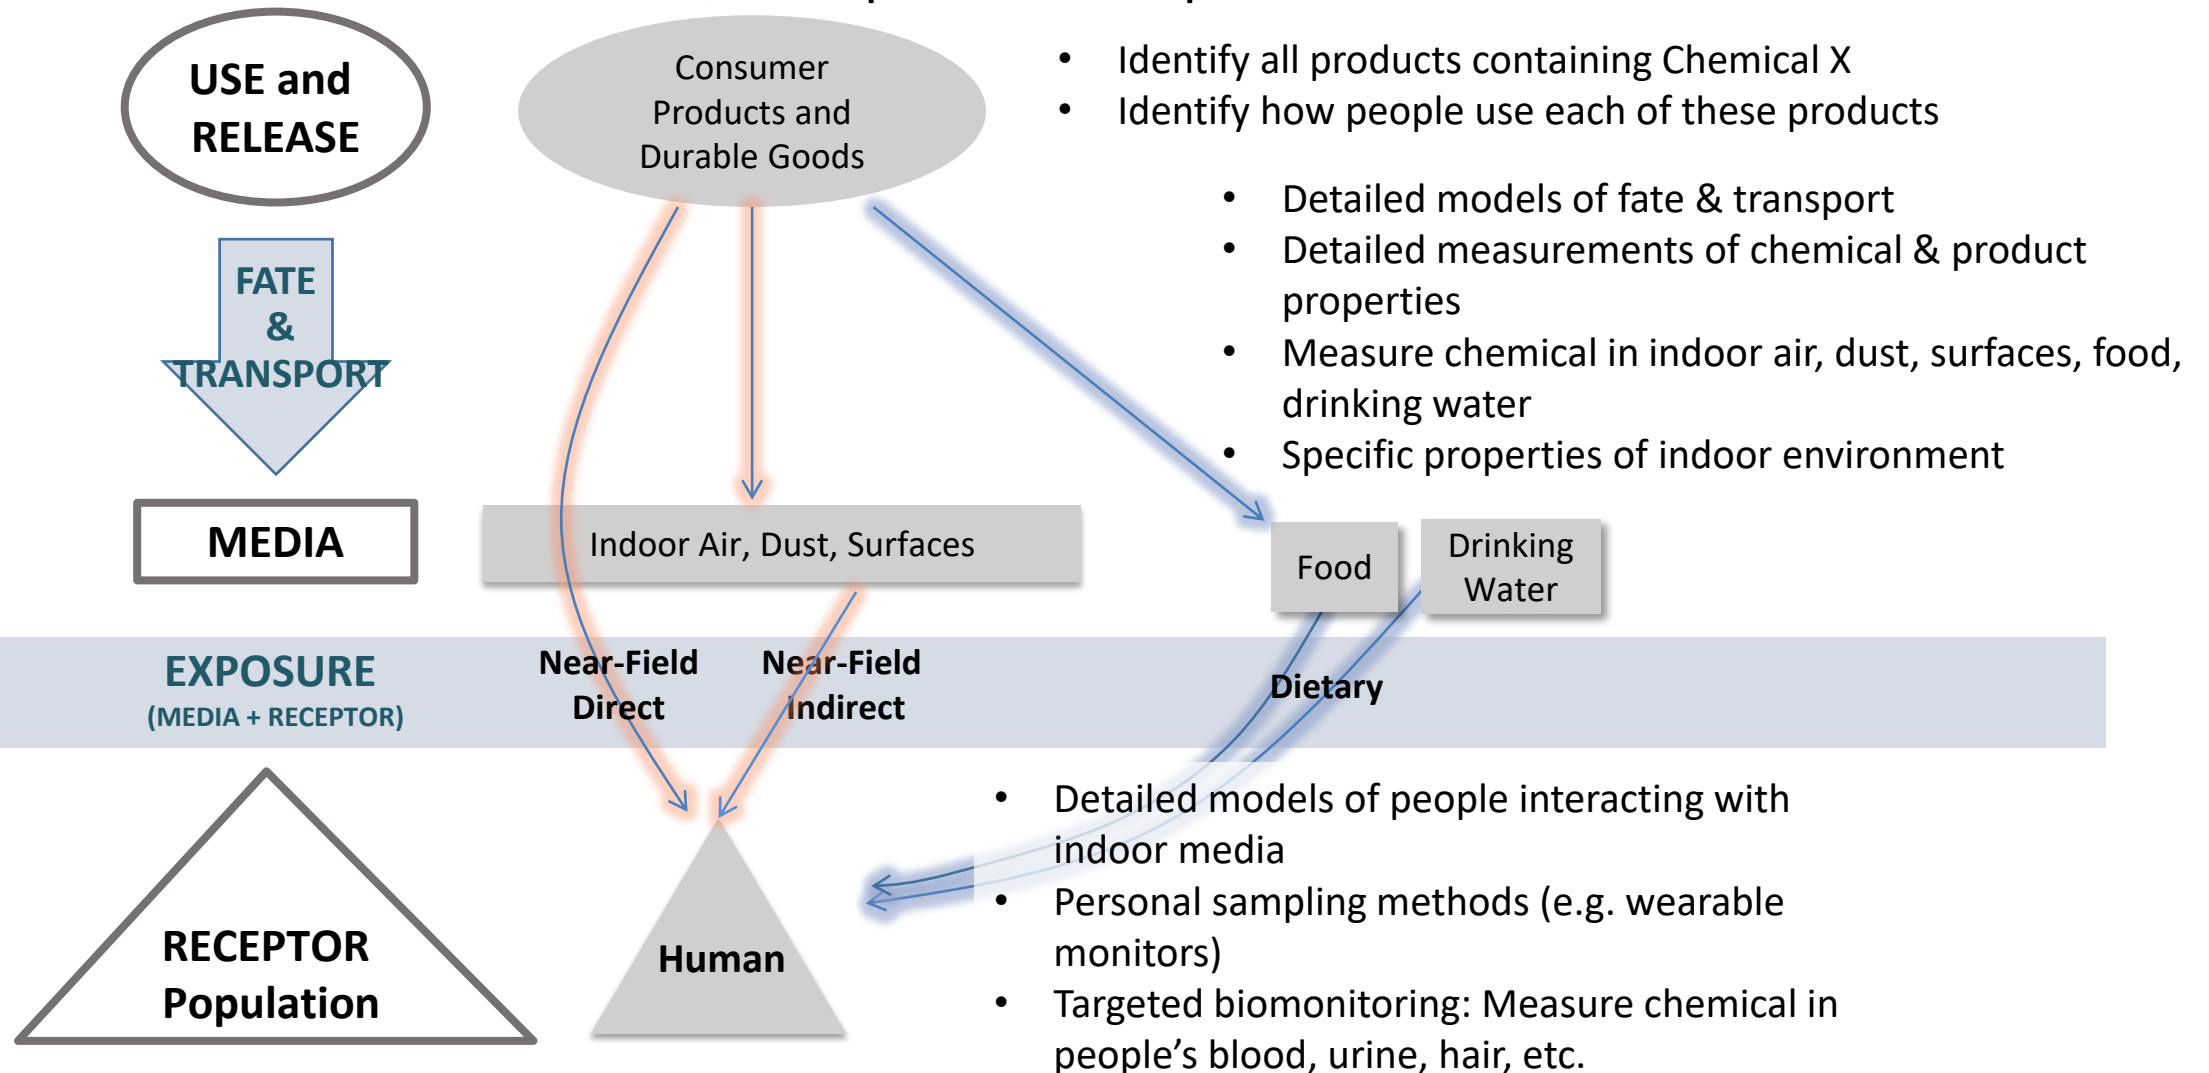 USE and
RELEASE
Consumer
Products and
Durable Goods
• Identify all products containing Chemical X
• Identify how people use each of these products
• Detailed models of fate & transport
• Detailed measurements of chemical & product
properties
• Measure chemical in indoor air, dust, surfaces, food,
drinking water
• Specific properties of indoor environment
FATE
&
TRANSPORT
MEDIA
Indoor Air, Dust, Surfaces
Food
Drinking
Water
EXPOSURE
(MEDIA + RECEPTOR)
Near-Field
Direct
Near-Field
Indirect
Dietary
RECEPTOR
Population
Human
• Detailed models of people interacting with
indoor media
• Personal sampling methods (e.g. wearable
monitors)
• Targeted biomonitoring: Measure chemical in
people’s blood, urine, hair, etc.